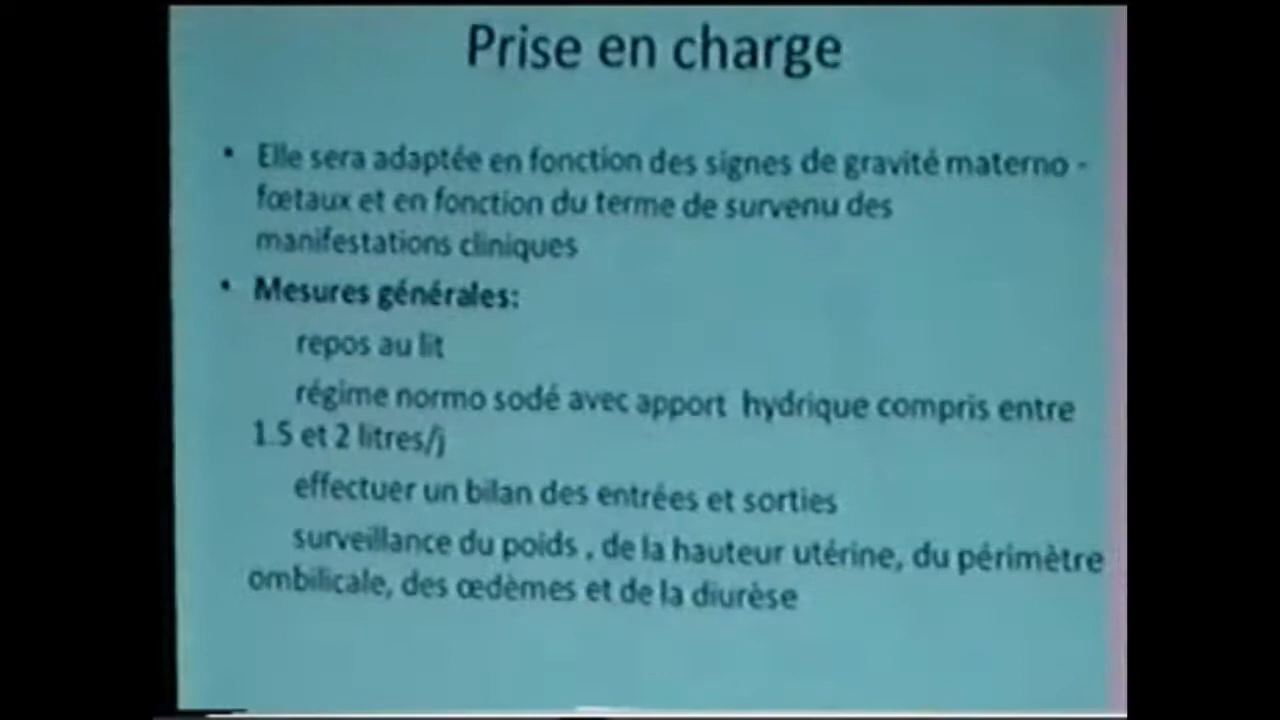 Prise en charge
• Elle sera adaptée en fonction des signes de gravité materno -
fœtaux et en fonction du terme de survenu des
manifestations cliniques
• Mesures générales:
repos au lit
régime normo sodé avec apport hydrique compris entre
1.5 et 2 litres/j
effectuer un bilan des entrées et sorties
surveillance du poids , de la hauteur utérine, du périmètre
ombilicale, des œdèmes et de la diurèse